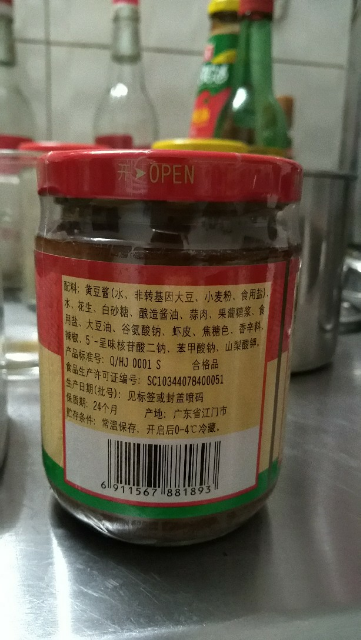 开 OPEN
配料: 黄豆酱(水、非转基因大豆、小麦粉、食用盐)、
水、花生、白砂糖、酿造酱油、蒜肉、果葡糖浆、食
用盐、大豆油、谷氨酸钠、虾皮、焦糖色、香辛料、
辣椒、5-呈味核苷酸二钠、苯甲酸钠、山梨酸钾。
产品标准号: Q/HJ 0001 S 合格品
食品生产许可证编号: SC10344078400051
生产日期(批号): 见标签或封盖喷码
保质期: 24个月 产地: 广东省江门市
贮存条件: 常温保存, 开启后0-4℃冷藏.
6 911567 881893